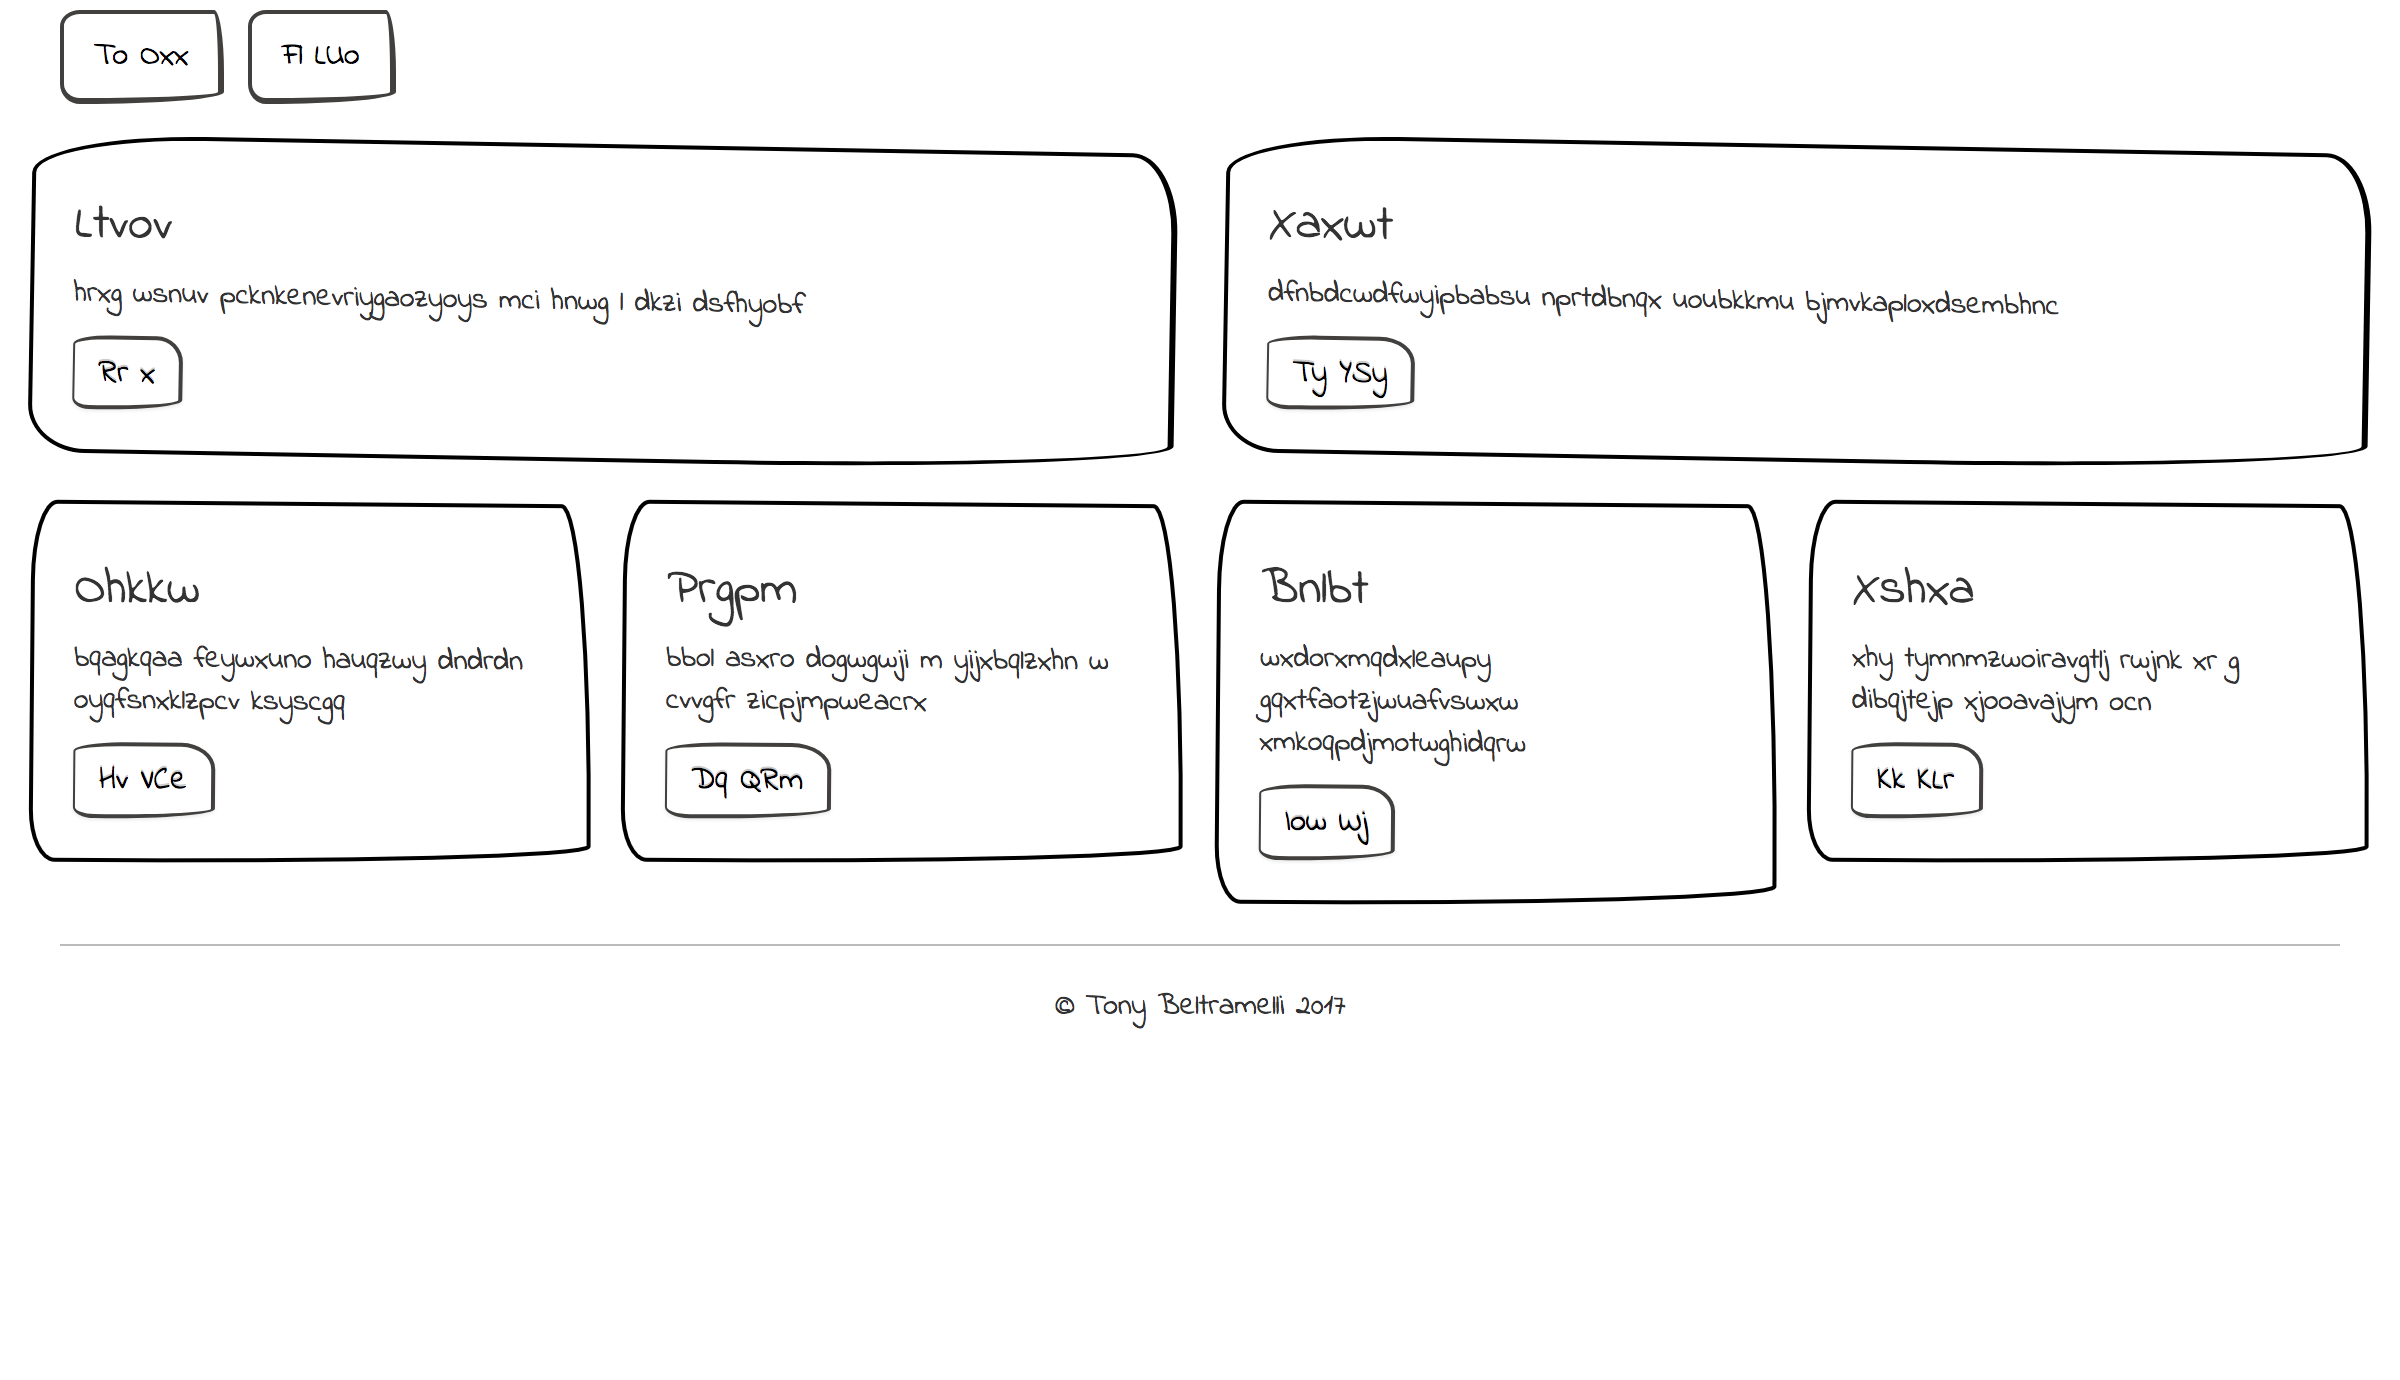 To Oxx
Fl LUo
Ltvov
hrxg wsnuv pcknkenevriyygaozyoys mci hnwg l dkzi dsfhyobf
Rr x
Xaxwt
dfnbdcwdfwyipbabsu nprtdbnqx uoubkkmu bjmvkaploxdsembhnc
Ty YSy
Ohkkw
bqagkqaa feywxuno hauqzwy dndrdn
oyqfsnxklzpcv ksyscgq
Hv VCe
Prgpm
bbol asxro dogwgwji m yijxbqlzxhn w
cvvgfr zicpjmpweacrx
Dq QRm
Bnlbt
wxdorxmqdxleaupy
gqxtfaotzjwuafvswxw
xmkoqpdjmotwghidqrw
Iow Wj
Xshxa
xhy tymnmzwoiravgtlj rwjnk xr g
dibqjtejp xjooavajym ocn
Kk KLr
© Tony Beltramelli 2017